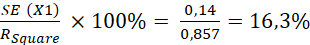 SE (X1)/R_Square × 100% = 0,14/0,857 = 16,3%